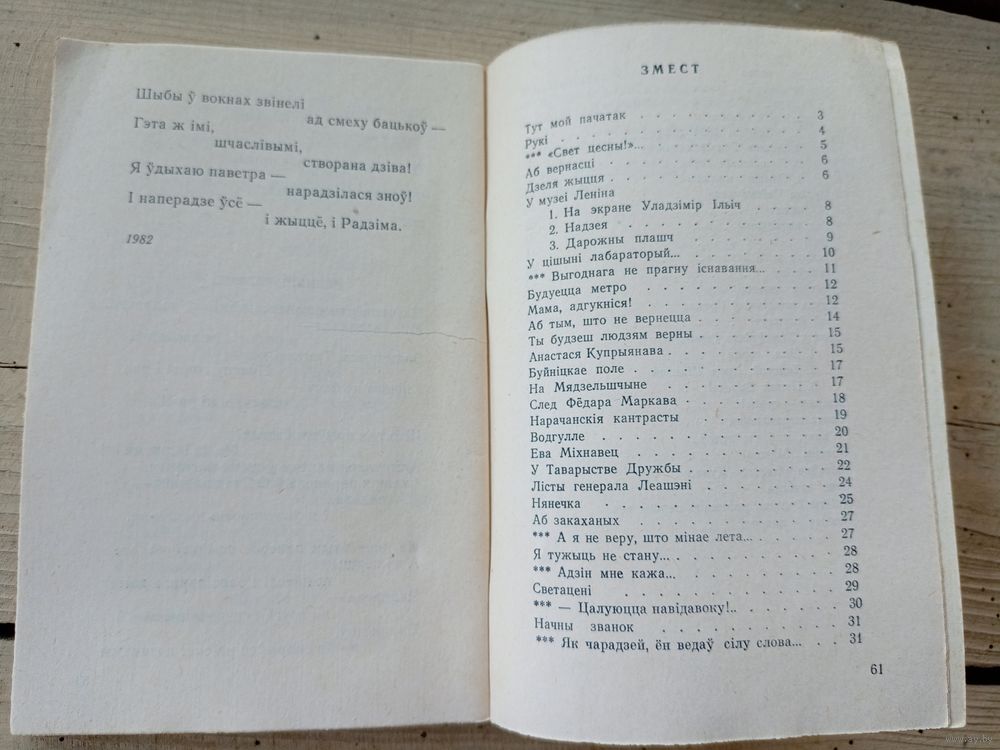 Шыбы ў вокнах звінелі
ад смеху бацькоў —
Гэта ж імі,
шчаслівымі,
створана дзіва!
Я ўдыхаю паветра —
нарадзілася зноў!
І наперадзе ўсё —
і жыццё, і Радзіма.
1982
ЗМЕСТ
Тут мой пачатак . . . . . . . . . . 3
Рукі . . . . . . . . . . 4
*** «Свет цесны!»... . . . . . . . . . . 5
Аб вернасці . . . . . . . . . . 6
Дзеля жыцця . . . . . . . . . . 6
У музеі Леніна
1. На экране Уладзімір Ільіч . . . . . 8
2. Надзея . . . . . . . . . . 8
3. Дарожны плашч . . . . . . . . . 9
У цішыні лабараторый... . . . . . . . . 10
*** Выгоднага не прагну існавання... . . . 11
Будуецца метро . . . . . . . . . . 12
Мама, адгукніся! . . . . . . . . . . 12
Аб тым, што не вернецца . . . . . . . . 14
Ты будзеш людзям верны . . . . . . . . 15
Анастася Купрыянава . . . . . . . . . 15
Буйніцкае поле . . . . . . . . . . 17
На Мядзельшчыне . . . . . . . . . . 17
След Фёдара Маркава . . . . . . . . . 18
Нарачанскія кантрасты . . . . . . . . 19
Водгулле . . . . . . . . . . 20
Ева Міхнавец . . . . . . . . . . 21
У Таварыстве Дружбы . . . . . . . . 22
Лісты генерала Леашэні . . . . . . . . 24
Нянечка . . . . . . . . . . 25
Аб закаханых . . . . . . . . . . 27
*** А я не веру, што мінае лета... . . . . 27
Я тужыць не стану... . . . . . . . . . 28
*** Адзін мне кажа... . . . . . . . . . 28
Светацені . . . . . . . . . . 29
*** — Цалуюцца навідавоку!.. . . . . . 30
Начны званок . . . . . . . . . . 31
*** Як чарадзей, ён ведаў сілу слова... . . 31
61
www.ay.by